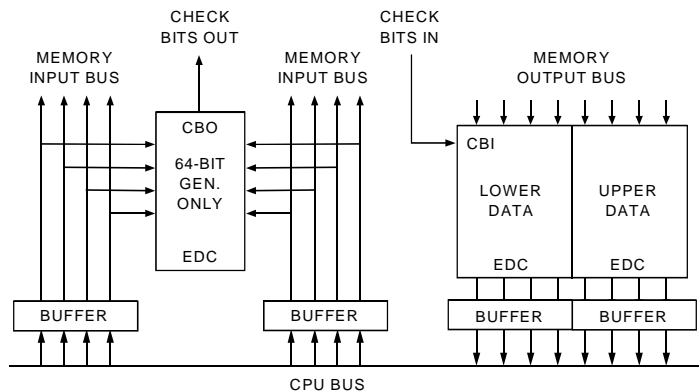 CHECK
BITS OUT
CHECK
BITS IN
MEMORY
INPUT BUS
MEMORY
INPUT BUS
MEMORY
OUTPUT BUS
CBO
64-BIT
GEN.
ONLY
EDC
CBI
LOWER
DATA
EDC
UPPER
DATA
EDC
BUFFER
BUFFER
BUFFER
BUFFER
CPU BUS